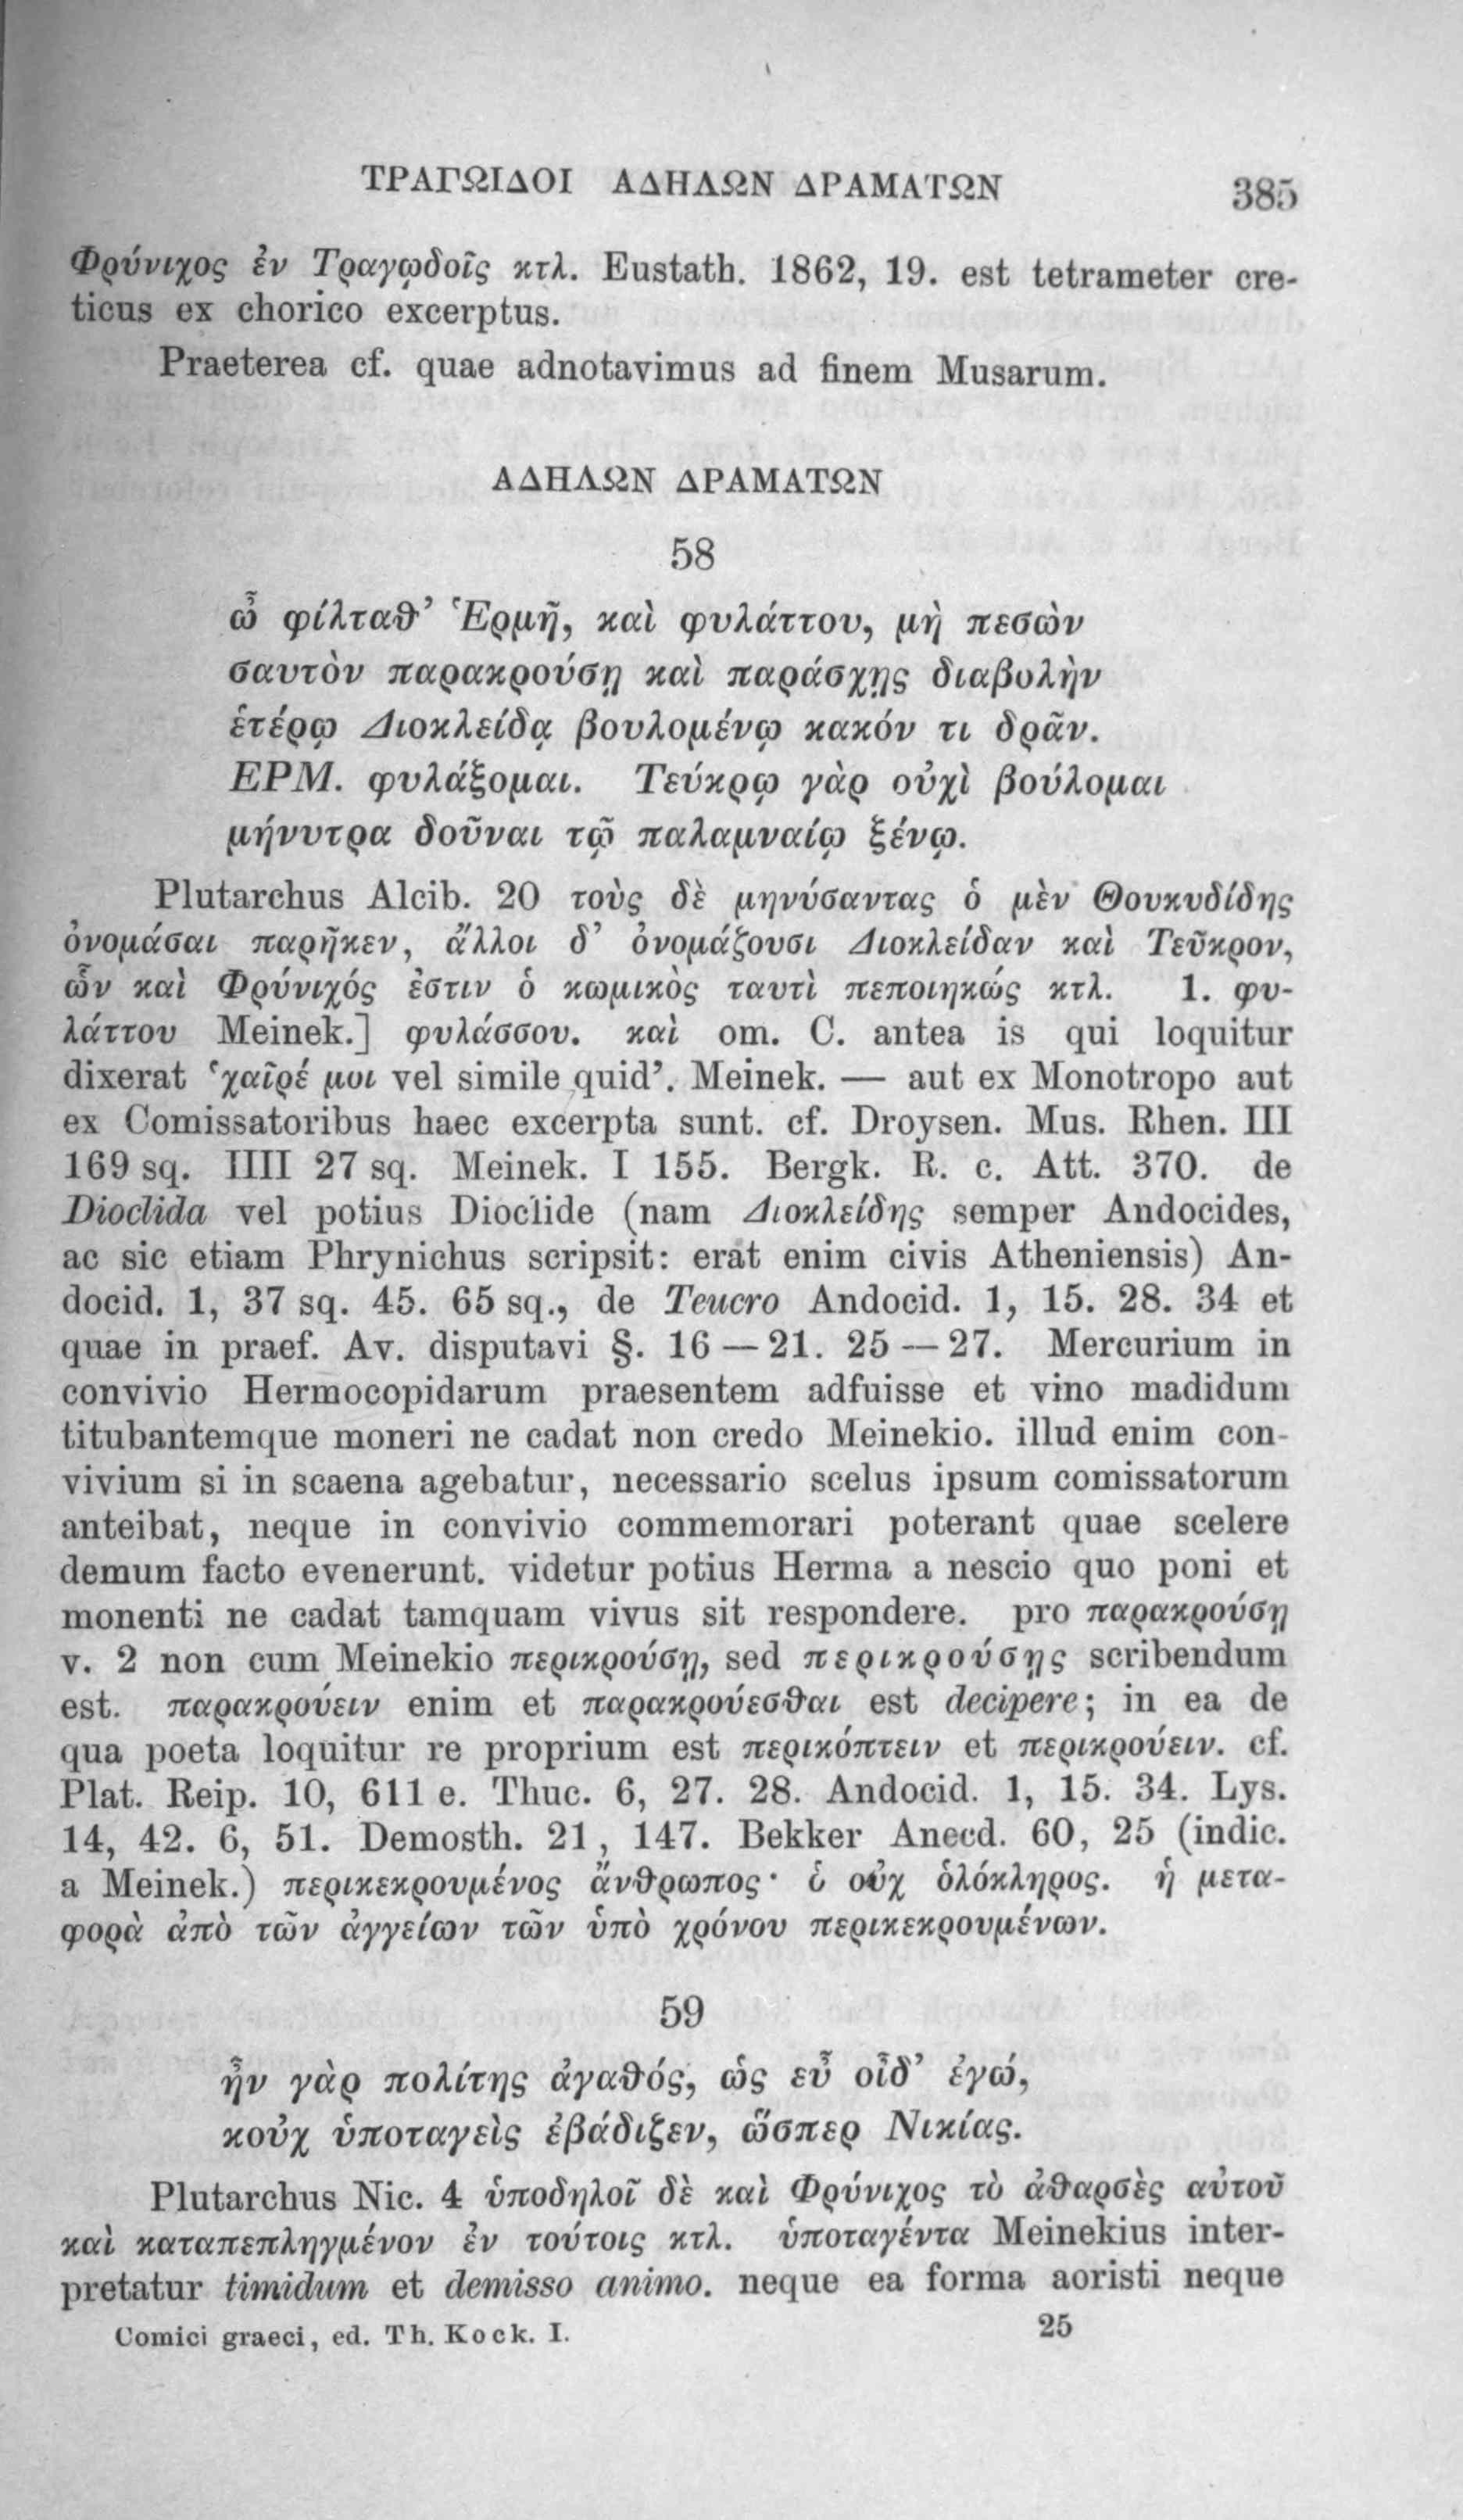 ΤΡΑΓΩΙΔΟΙ ΑΔΗΛΩΝ ΔΡΑΜΑΤΩΝ 385
Φρύνιχος ἐν Τραγῳδοῖς κτλ. Eustath. 1862, 19. est tetrameter cre-
ticus ex chorico excerptus.
Praeterea cf. quae adnotavimus ad finem Musarum.
ΑΔΗΛΩΝ ΔΡΑΜΑΤΩΝ
58
ὦ φίλταθ’ Ἑρμῆ, καὶ φυλάττου, μὴ πεσὼν
σαυτὸν παρακρούσῃ καὶ παράσχῃς διαβολὴν
ἑτέρῳ Διοκλείδᾳ βουλομένῳ κακόν τι δρᾶν.
ΕΡΜ. φυλάξομαι. Τεύκρῳ γὰρ οὐχὶ βούλομαι
μήνυτρα δοῦναι τῷ παλαμναίῳ ξένῳ.
Plutarchus Alcib. 20 τοὺς δὲ μηνύσαντας ὁ μὲν Θουκυδίδης
ὀνομάσαι παρῆκεν, ἄλλοι δ’ ὀνομάζουσι Διοκλείδαν καὶ Τεῦκρον,
ὧν καὶ Φρύνιχός ἐστιν ὁ κωμικὸς ταυτὶ πεποιηκώς κτλ. 1. φυ-
λάττου Meinek.] φυλάσσου. καὶ om. C. antea is qui loquitur
dixerat ‘χαῖρέ μοι vel simile quid’. Meinek. — aut ex Monotropo aut
ex Comissatoribus haec excerpta sunt. cf. Droysen. Mus. Rhen. III
169 sq. IIII 27 sq. Meinek. I 155. Bergk. R. c. Att. 370. de
Dioclida vel potius Dioclide (nam Διοκλείδης semper Andocides,
ac sic etiam Phrynichus scripsit: erat enim civis Atheniensis) An-
docid. 1, 37 sq. 45. 65 sq., de Teucro Andocid. 1, 15. 28. 34 et
quae in praef. Av. disputavi §. 16 — 21. 25 — 27. Mercurium in
convivio Hermocopidarum praesentem adfuisse et vino madidum
titubantemque moneri ne cadat non credo Meinekio. illud enim con-
vivium si in scaena agebatur, necessario scelus ipsum comissatorum
anteibat, neque in convivio commemorari poterant quae scelere
demum facto evenerunt. videtur potius Herma a nescio quo poni et
monenti ne cadat tamquam vivus sit respondere. pro παρακρούσῃ
v. 2 non cum Meinekio περικρούσῃ, sed περικρούσῃς scribendum
est. παρακρούειν enim et παρακρούεσθαι est decipere; in ea de
qua poeta loquitur re proprium est περικόπτειν et περικρούειν. cf.
Plat. Reip. 10, 611 e. Thuc. 6, 27. 28. Andocid. 1, 15. 34. Lys.
14, 42. 6, 51. Demosth. 21, 147. Bekker Anecd. 60, 25 (indic.
a Meinek.) περικεκρουμένος ἄνθρωπος· ὁ οὐχ ὁλόκληρος. ἡ μετα-
φορὰ ἀπὸ τῶν ἀγγείων τῶν ὑπὸ χρόνου περικεκρουμένων.
59
ἦν γὰρ πολίτης ἀγαθός, ὡς εὖ οἶδ’ ἐγώ,
κοὐχ ὑποταγεὶς ἐβάδιζεν, ὥσπερ Νικίας.
Plutarchus Nic. 4 ὑποδηλοῖ δὲ καὶ Φρύνιχος τὸ ἀθαρσὲς αὐτοῦ
καὶ καταπεπληγμένον ἐν τούτοις κτλ. ὑποταγέντα Meinekius inter-
pretatur timidum et demisso animo. neque ea forma aoristi neque
Comici graeci, ed. Th. Kock. I. 25